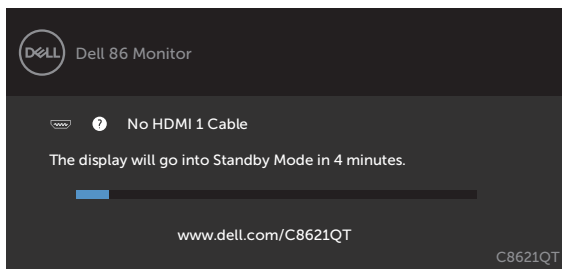 DELL
Dell 86 Monitor
? No HDMI 1 Cable
The display will go into Standby Mode in 4 minutes.
www.dell.com/C8621QT
C8621QT